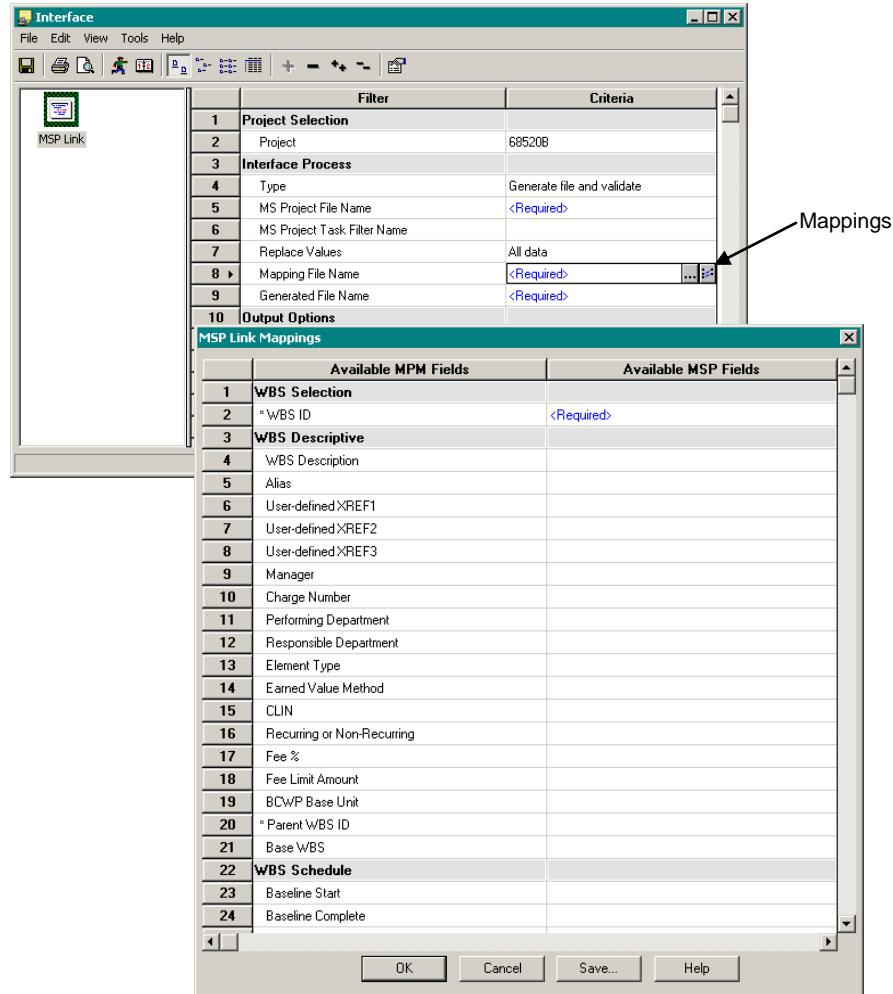 Interface
File Edit View Tools Help
MSP Link
Filter Criteria
1 Project Selection
2 Project 68520B
3 Interface Process
4 Type Generate file and validate
5 MS Project File Name <Required>
6 MS Project Task Filter Name
7 Replace Values All data
8 Mapping File Name <Required> ...
9 Generated File Name <Required>
10 Output Options
Mappings
MSP Link Mappings
Available MPM Fields Available MSP Fields
1 WBS Selection
2 * WBS ID <Required>
3 WBS Descriptive
4 WBS Description
5 Alias
6 User-defined XREF1
7 User-defined XREF2
8 User-defined XREF3
9 Manager
10 Charge Number
11 Performing Department
12 Responsible Department
13 Element Type
14 Earned Value Method
15 CLIN
16 Recurring or Non-Recurring
17 Fee %
18 Fee Limit Amount
19 BCWP Base Unit
20 * Parent WBS ID
21 Base WBS
22 WBS Schedule
23 Baseline Start
24 Baseline Complete
OK Cancel Save... Help